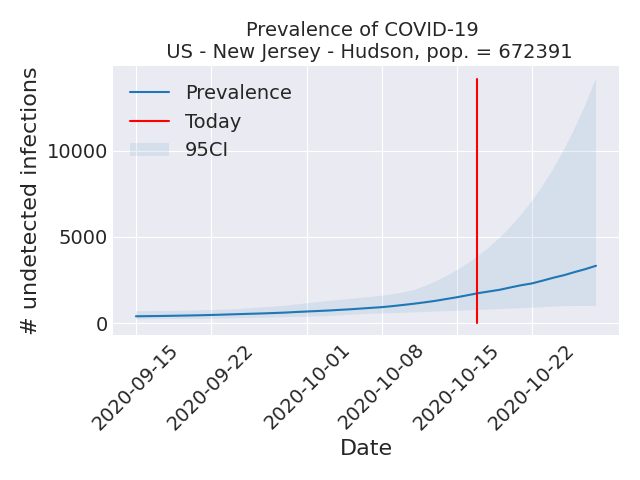 Prevalence of COVID-19
US - New Jersey - Hudson, pop. = 672391
Prevalence
Today
95CI
# undetected infections
10000
5000
0
2020-09-15
2020-09-22
2020-10-01
2020-10-08
2020-10-15
2020-10-22
Date